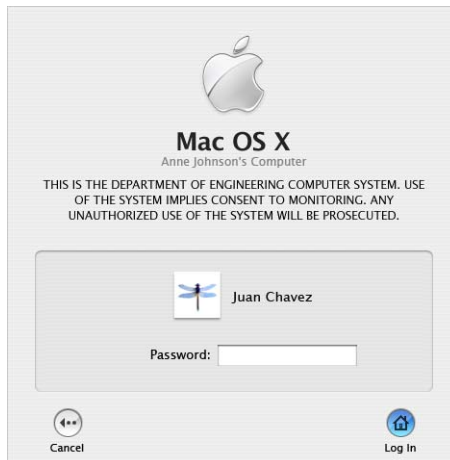 Mac OS X
Anne Johnson's Computer
THIS IS THE DEPARTMENT OF ENGINEERING COMPUTER SYSTEM. USE
OF THE SYSTEM IMPLIES CONSENT TO MONITORING. ANY
UNAUTHORIZED USE OF THE SYSTEM WILL BE PROSECUTED.
Juan Chavez
Password:
Cancel
Log In